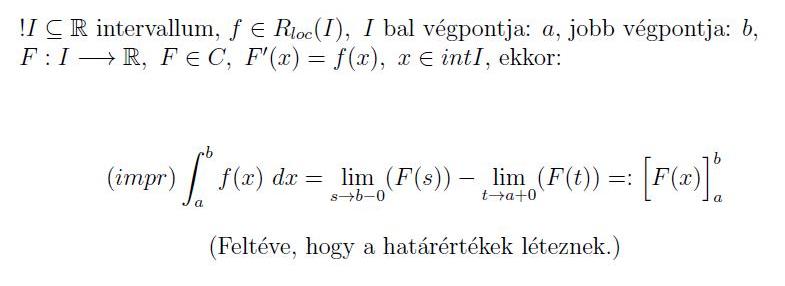 !I ⊆ ℝ intervallum, f ∈ R_loc(I), I bal végpontja: a, jobb végpontja: b,
F : I ⟶ ℝ, F ∈ C, F′(x) = f(x), x ∈ intI, ekkor:
(impr) ∫_a^b f(x) dx = lim_{s→b−0} (F(s)) − lim_{t→a+0} (F(t)) =: [F(x)]_a^b
(Feltéve, hogy a határértékek léteznek.)